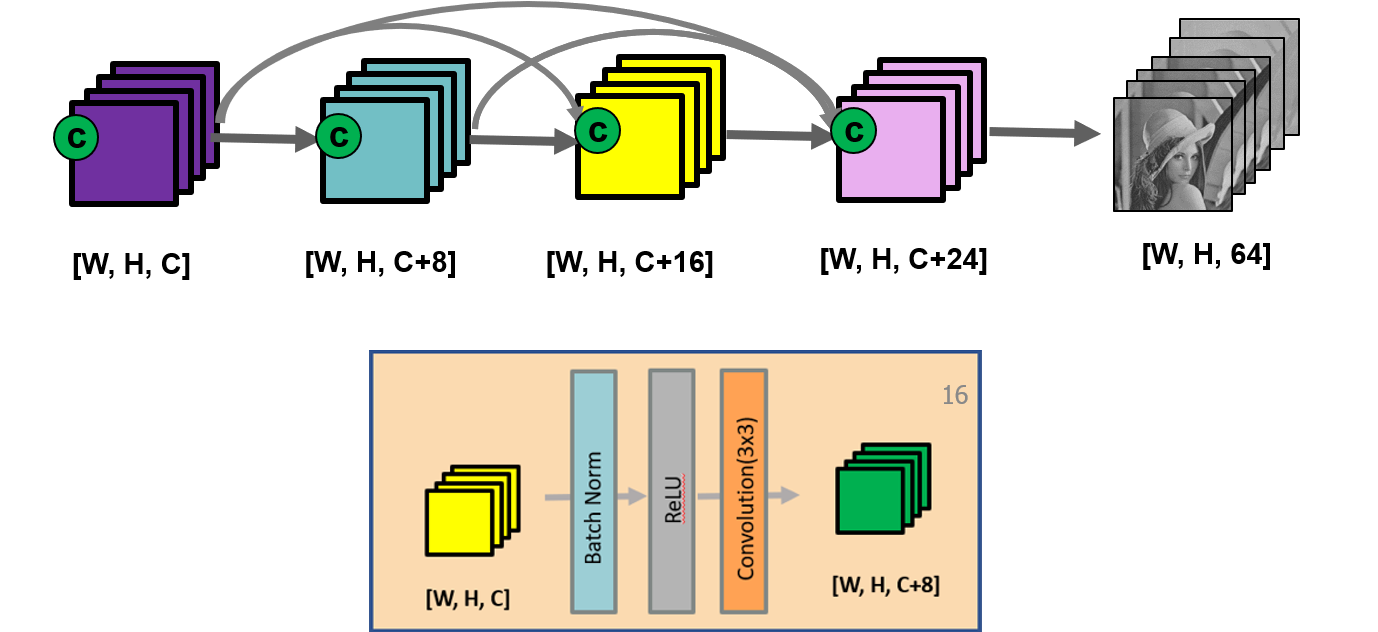 C
C
C
C
[W, H, C]
[W, H, C+8]
[W, H, C+16]
[W, H, C+24]
[W, H, 64]
16
Batch Norm
ReLU
Convolution(3x3)
[W, H, C]
[W, H, C+8]